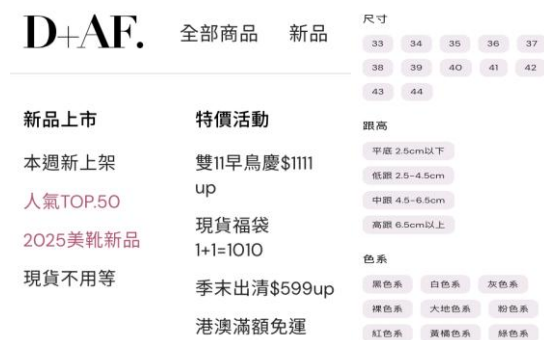 D+AF.
全部商品
新品
新品上市
本週新上架
人氣TOP.50
2025美靴新品
現貨不用等
特價活動
雙11早鳥慶$1111
up
現貨福袋
1+1=1010
季末出清$599up
港澳滿額免運
尺寸
33 34 35 36 37
38 39 40 41 42
43 44
跟高
平底 2.5cm以下
低跟 2.5-4.5cm
中跟 4.5-6.5cm
高跟 6.5cm以上
色系
黑色系 白色系 灰色系
裸色系 大地色系 粉色系
紅色系 黃橘色系 綠色系